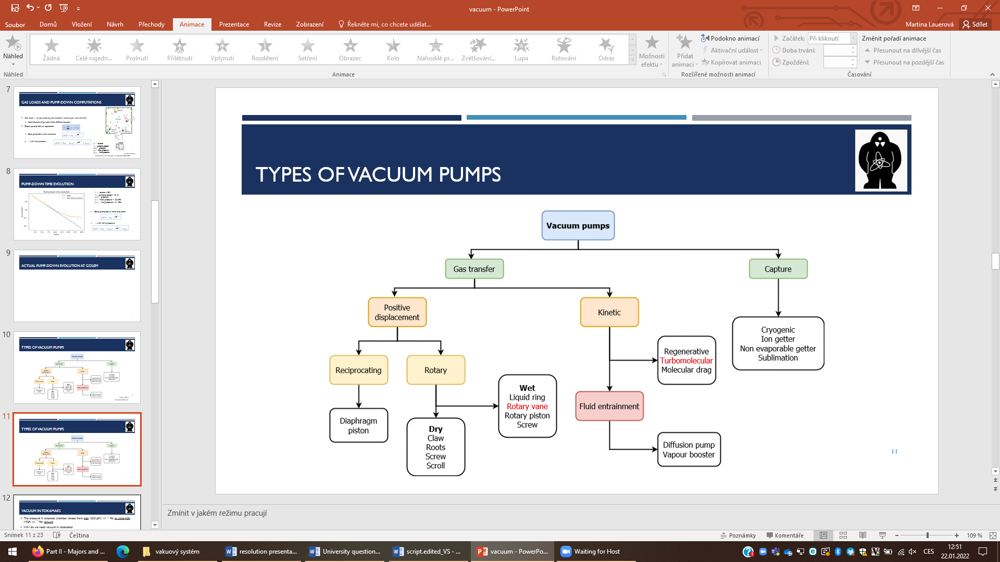 vacuum - PowerPoint
Soubor Domů Vložení Návrh Přechody Animace Prezentace Revize Zobrazení Řekněte mi, co chcete udělat... Martina Lauerová Sdílet
Náhled
Náhled
Žádná Celé najedn... Prolnutí Přilétnutí Vplynutí Rozdělení Setření Obrazec Kolo Nahodilé pr... Zvětšování... Lupa Rotování Odraz
Animace
Možnosti
efektu
Přidat
animaci
Podokno animací
Aktivační událost
Kopírovat animaci
Rozšířené možnosti animací
Začátek: Při kliknutí
Doba trvání:
Zpoždění:
Změnit pořadí animace
Přesunout na dřívější čas
Přesunout na pozdější čas
Časování
7
GAS LOADS AND PUMP-DOWN COMPUTATIONS
8
PUMP-DOWN TIME EVOLUTION
9
ACTUAL PUMP-DOWN EVOLUTION AT GOLEM
10
TYPES OF VACUUM PUMPS
11
TYPES OF VACUUM PUMPS
12
VACUUM IN TOKAMAKS
Why do we need vacuum in tokamaks?
TYPES OF VACUUM PUMPS
Vacuum pumps
Gas transfer
Capture
Positive
displacement
Kinetic
Cryogenic
Ion getter
Non evaporable getter
Sublimation
Regenerative
Turbomolecular
Molecular drag
Reciprocating
Rotary
Wet
Liquid ring
Rotary vane
Rotary piston
Screw
Fluid entrainment
Diaphragm
piston
Dry
Claw
Roots
Screw
Scroll
Diffusion pump
Vapour booster
11
Zmínit v jakém režimu pracují
Snímek 11 z 23 Čeština Poznámky Komentáře 109 %
Part II - Majors and ... vakuový systém resolution presenta... University question... script.edited_VS - ... vacuum - PowerPo... Waiting for Host CES 12:51
22.01.2022